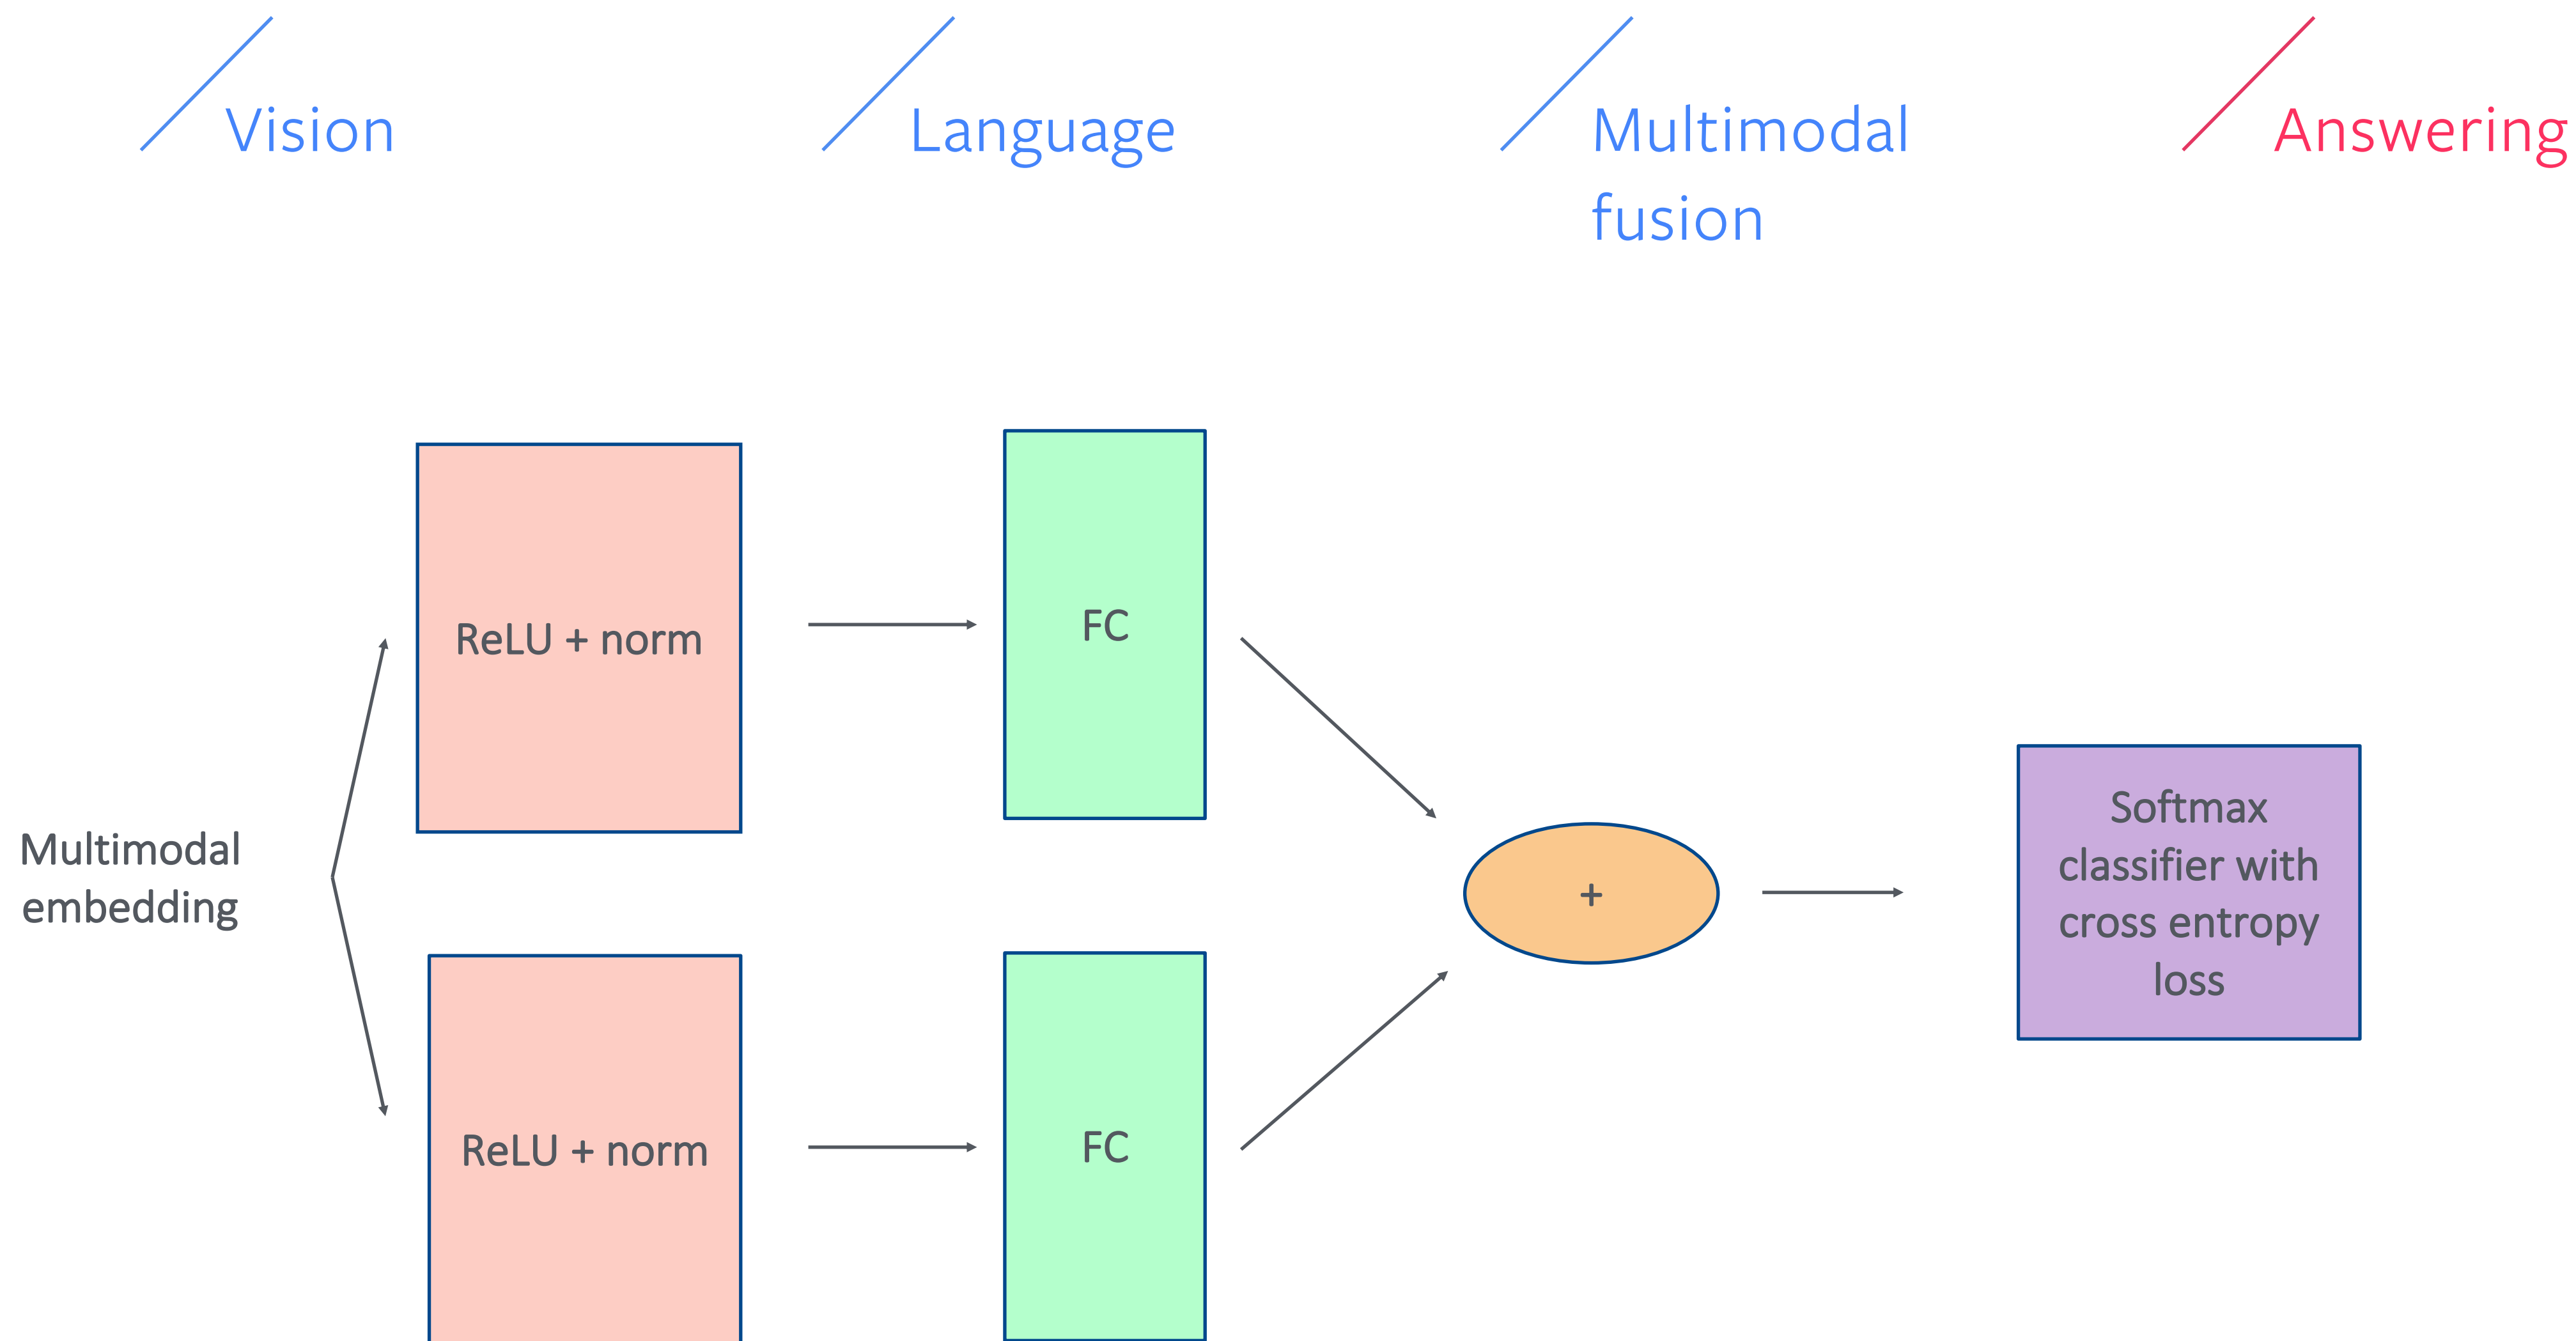 Vision
Language
Multimodal
fusion
Answering
ReLU + norm
FC
Multimodal
embedding
+
Softmax
classifier with
cross entropy
loss
ReLU + norm
FC